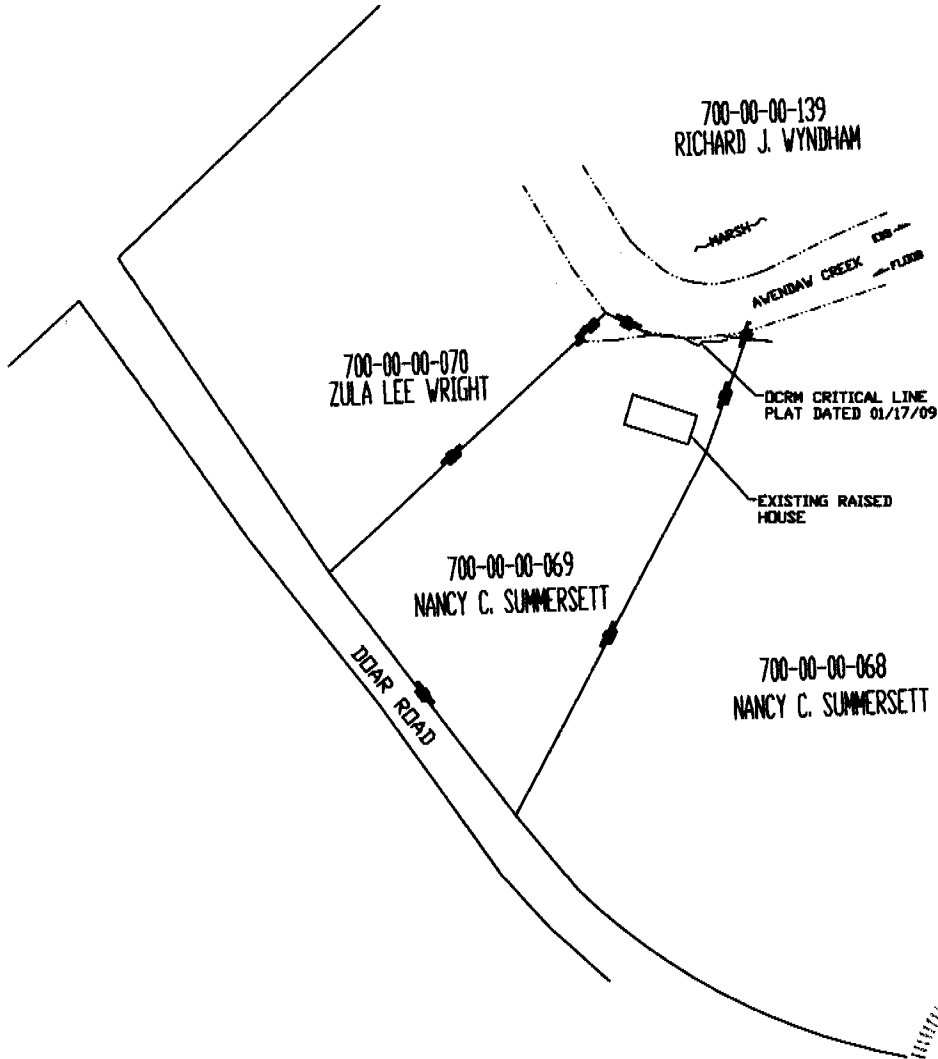 700-00-00-139
RICHARD J. WYNDHAM
MARSH
EBB
FLOOD
AWENDAW CREEK
700-00-00-070
ZULA LEE WRIGHT
OCRM CRITICAL LINE
PLAT DATED 01/17/09
EXISTING RAISED
HOUSE
700-00-00-069
NANCY C. SUMMERSETT
DOAR ROAD
700-00-00-068
NANCY C. SUMMERSETT